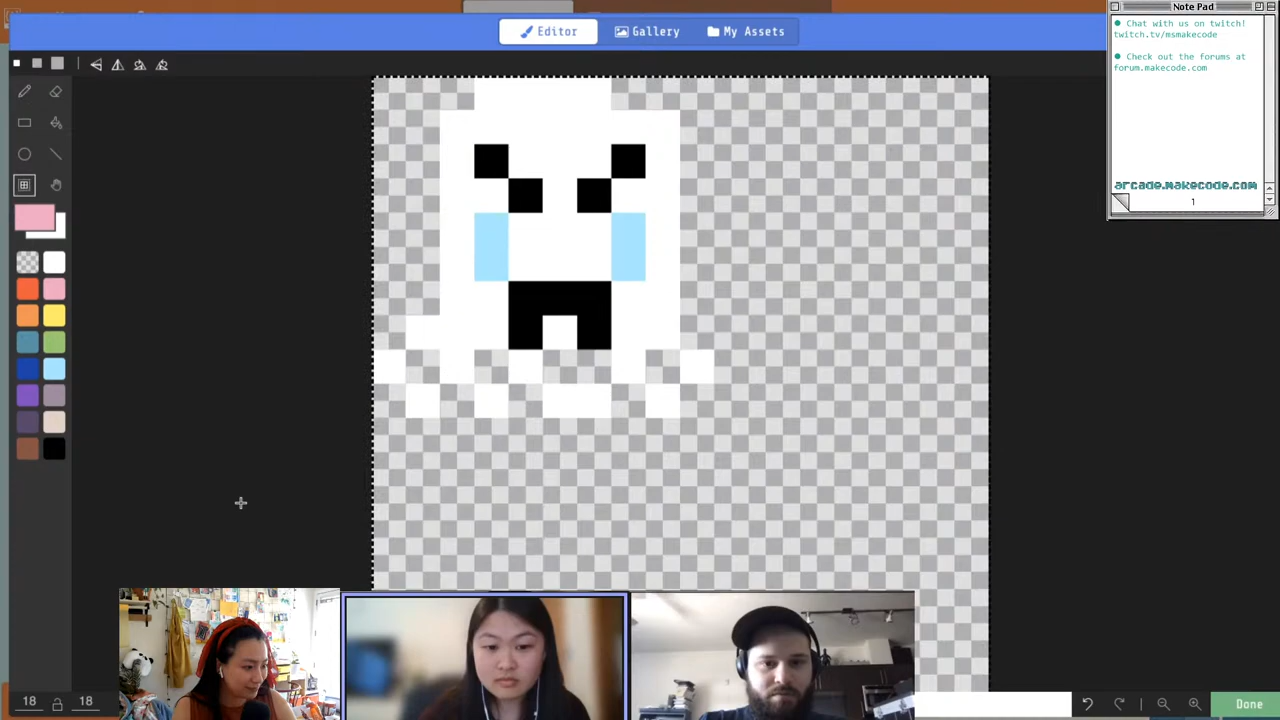 Editor
Gallery
My Assets
Note Pad
● Chat with us on twitch!
twitch.tv/msmakecode
● Check out the forums at
forum.makecode.com
arcade.makecode.com
1
18
18
Done